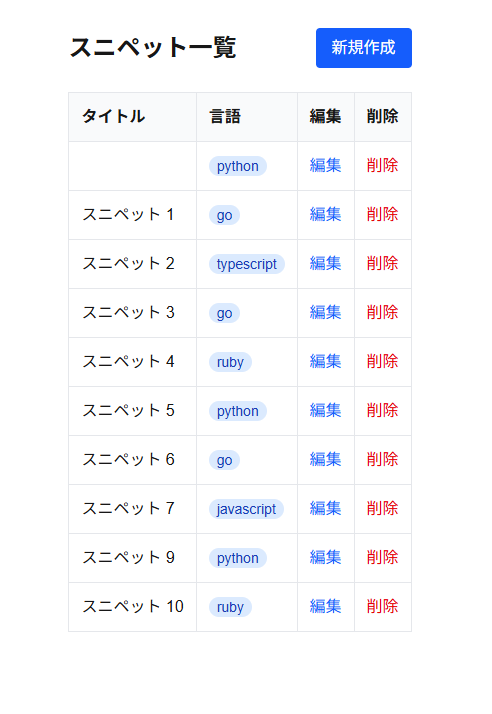 スニペット一覧 新規作成
タイトル 言語 編集 削除
python 編集 削除
スニペット 1 go 編集 削除
スニペット 2 typescript 編集 削除
スニペット 3 go 編集 削除
スニペット 4 ruby 編集 削除
スニペット 5 python 編集 削除
スニペット 6 go 編集 削除
スニペット 7 javascript 編集 削除
スニペット 9 python 編集 削除
スニペット 10 ruby 編集 削除